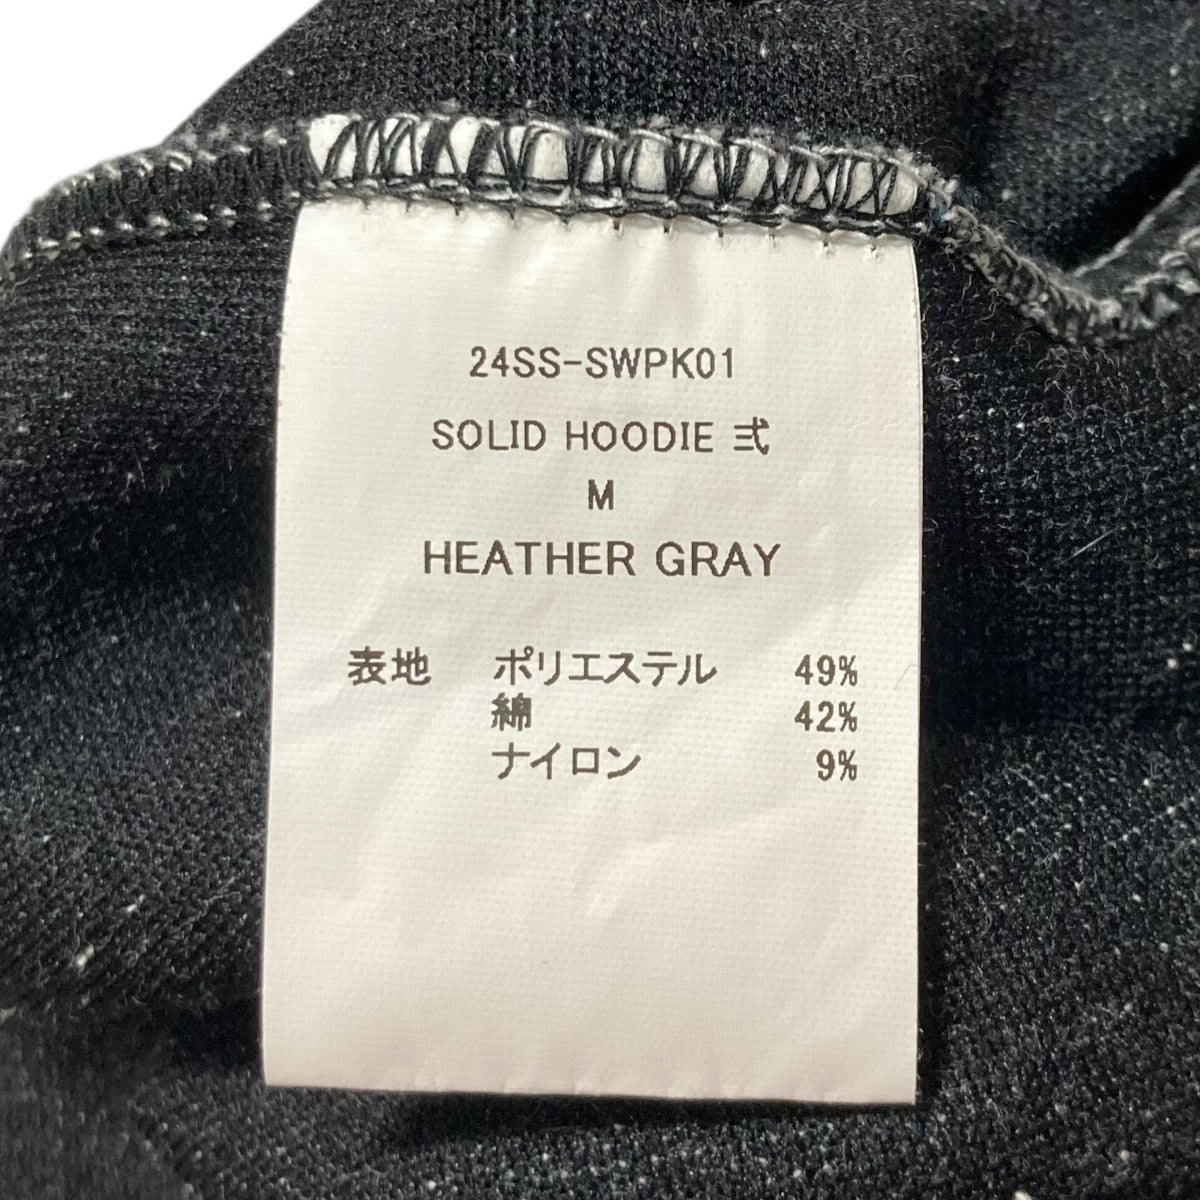 24SS-SWPK01
SOLID HOODIE 弐
M
HEATHER GRAY
表地 ポリエステル 49%
綿 42%
ナイロン 9%